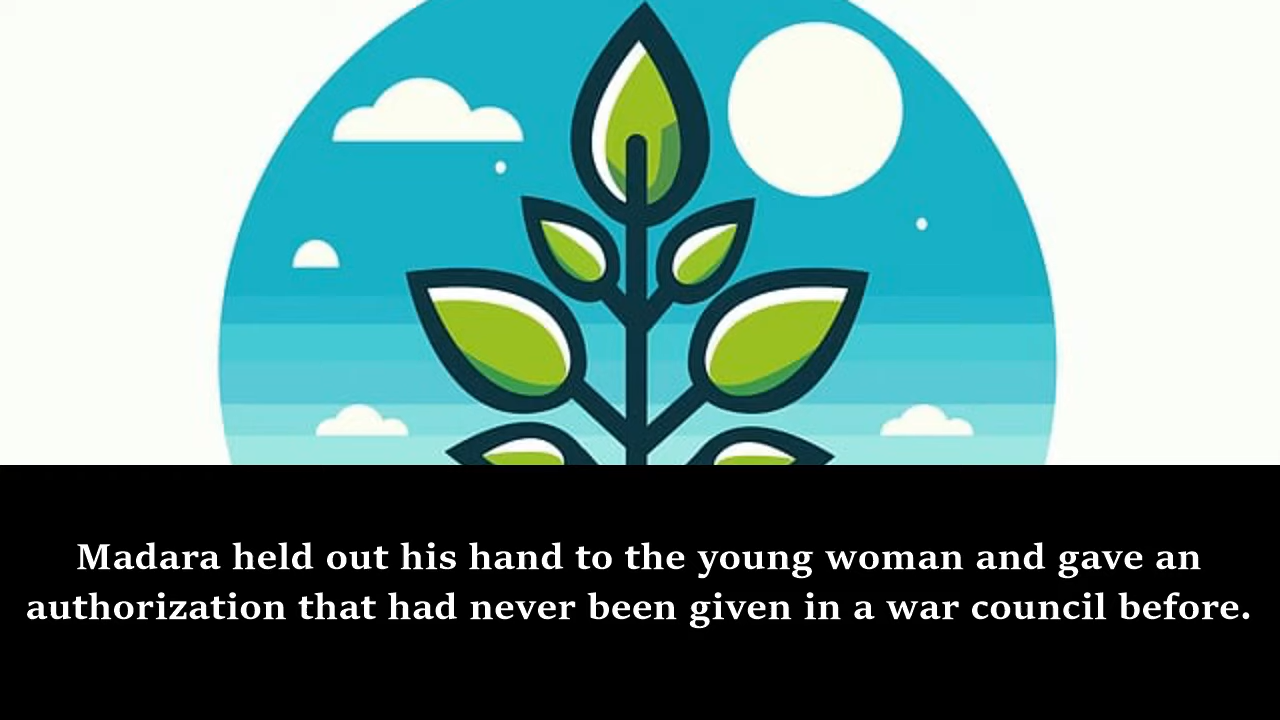 Madara held out his hand to the young woman and gave an
authorization that had never been given in a war council before.